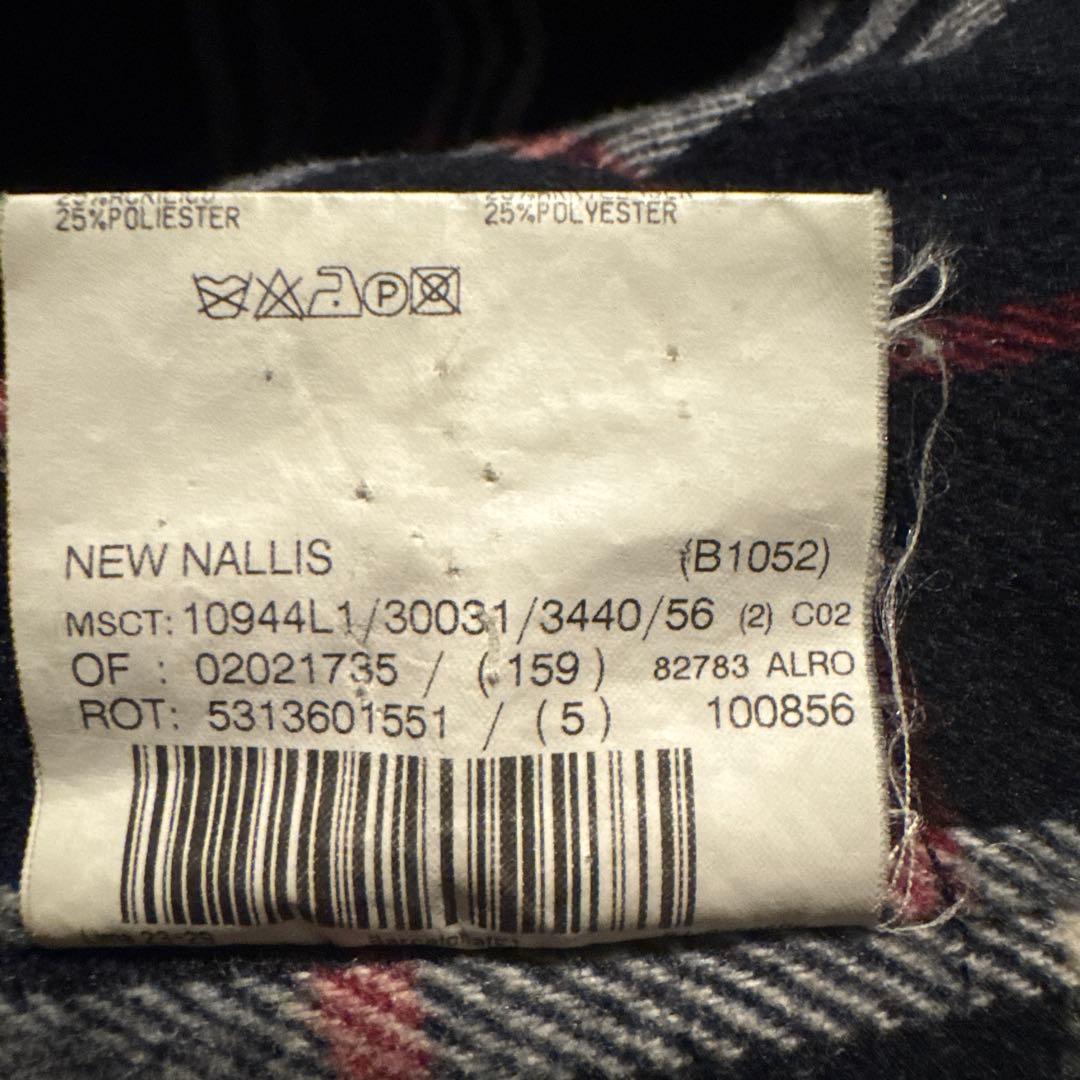 25%POLIESTER 25%POLYESTER
P
NEW NALLIS (B1052)
MSCT: 10944L1/30031/3440/56 (2) C02
OF : 02021735 / ( 159 ) 82783 ALRO
ROT: 5313601551 / ( 5 ) 100856